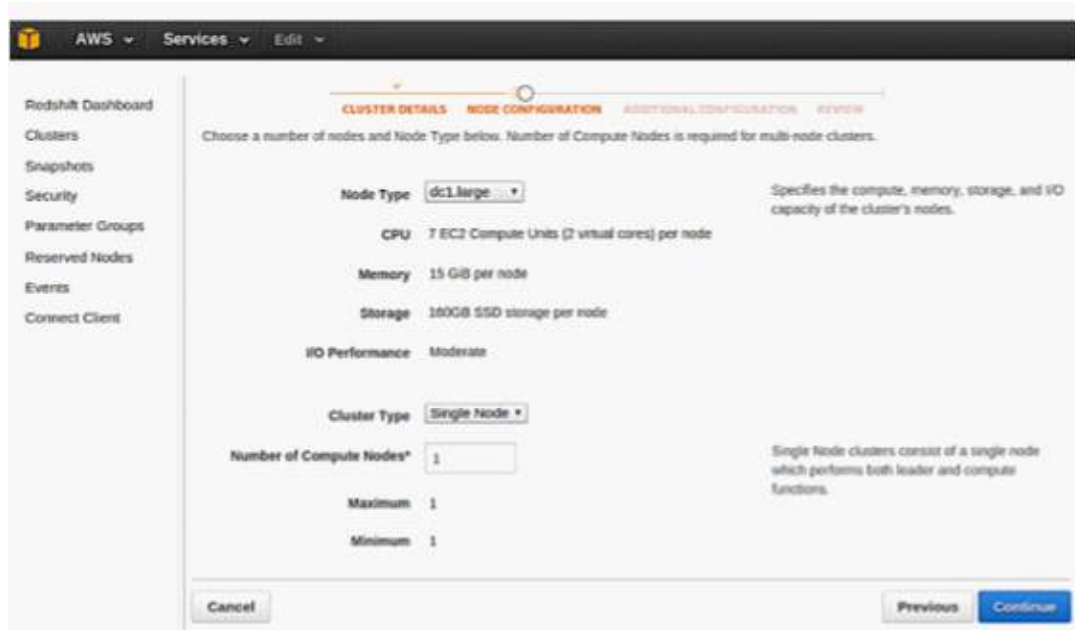 AWS Services Edit
Redshift Dashboard
Clusters
Snapshots
Security
Parameter Groups
Reserved Nodes
Events
Connect Client
CLUSTER DETAILS NODE CONFIGURATION ADDITIONAL CONFIGURATION REVIEW
Choose a number of nodes and Node Type below. Number of Compute Nodes is required for multi-node clusters.
Node Type dc1.large
Specifies the compute, memory, storage, and I/O
capacity of the cluster's nodes.
CPU 7 EC2 Compute Units (2 virtual cores) per node
Memory 15 GiB per node
Storage 160GB SSD storage per node
I/O Performance Moderate
Cluster Type Single Node
Number of Compute Nodes* 1
Single Node clusters consist of a single node
which performs both leader and compute
functions.
Maximum 1
Minimum 1
Cancel Previous Continue